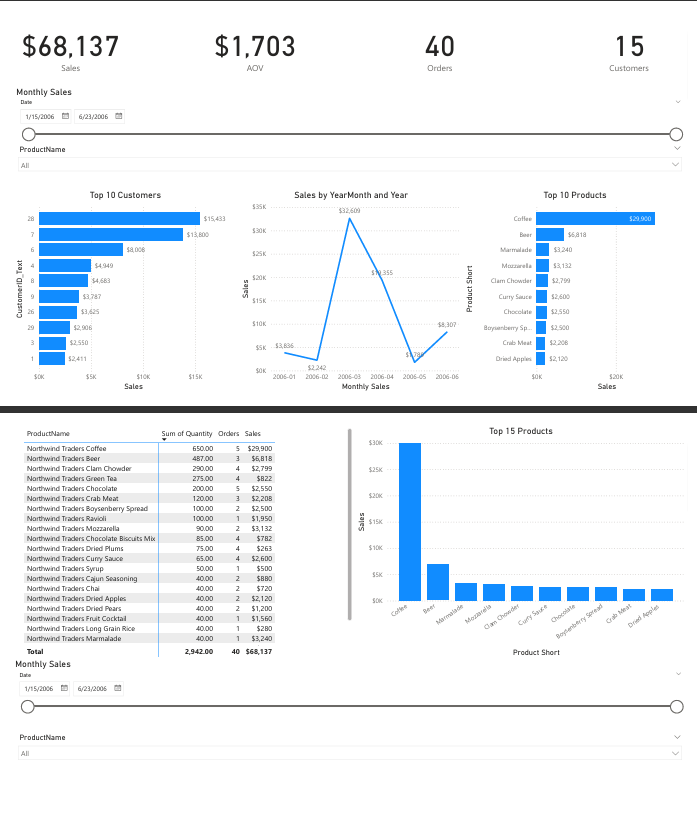 $68,137 $1,703 40 15
Sales AOV Orders Customers
Monthly Sales
Date
1/15/2006 6/23/2006
ProductName
All
Top 10 Customers
CustomerID_Text
28 $15,433
7 $13,800
6 $8,008
4 $4,949
8 $4,683
9 $3,787
26 $3,625
29 $2,906
3 $2,550
1 $2,411
$0K $5K $10K $15K
Sales
Sales by YearMonth and Year
Sales
$35K
$30K
$25K
$20K
$15K
$10K
$5K
$0K
$3,836
$2,242
$32,609
$19,355
$8,307
2006-01 2006-02 2006-03 2006-04 2006-05 2006-06
Monthly Sales
Top 10 Products
Product Short
Coffee $29,900
Beer $6,818
Marmalade $3,240
Mozzarella $3,132
Clam Chowder $2,799
Curry Sauce $2,600
Chocolate $2,550
Boysenberry Sp... $2,500
Crab Meat $2,208
Dried Apples $2,120
$0K $20K
Sales
ProductName Sum of Quantity Orders Sales
Northwind Traders Coffee 650.00 5 $29,900
Northwind Traders Beer 487.00 3 $6,818
Northwind Traders Clam Chowder 290.00 4 $2,799
Northwind Traders Green Tea 275.00 4 $822
Northwind Traders Chocolate 200.00 5 $2,550
Northwind Traders Crab Meat 120.00 3 $2,208
Northwind Traders Boysenberry Spread 100.00 2 $2,500
Northwind Traders Ravioli 100.00 1 $1,950
Northwind Traders Mozzarella 90.00 2 $3,132
Northwind Traders Chocolate Biscuits Mix 85.00 4 $782
Northwind Traders Dried Plums 75.00 4 $263
Northwind Traders Curry Sauce 65.00 4 $2,600
Northwind Traders Syrup 50.00 1 $500
Northwind Traders Cajun Seasoning 40.00 2 $880
Northwind Traders Chai 40.00 2 $720
Northwind Traders Dried Apples 40.00 2 $2,120
Northwind Traders Dried Pears 40.00 2 $1,200
Northwind Traders Fruit Cocktail 40.00 1 $1,560
Northwind Traders Long Grain Rice 40.00 1 $280
Northwind Traders Marmalade 40.00 1 $3,240
Total 2,942.00 40 $68,137
Top 15 Products
Sales
$30K
$25K
$20K
$15K
$10K
$5K
$0K
Coffee Beer Marmalade Mozzarella Clam Chowder Curry Sauce Chocolate Boysenberry Spread Crab Meat Dried Apples
Product Short
Monthly Sales
Date
1/15/2006 6/23/2006
ProductName
All